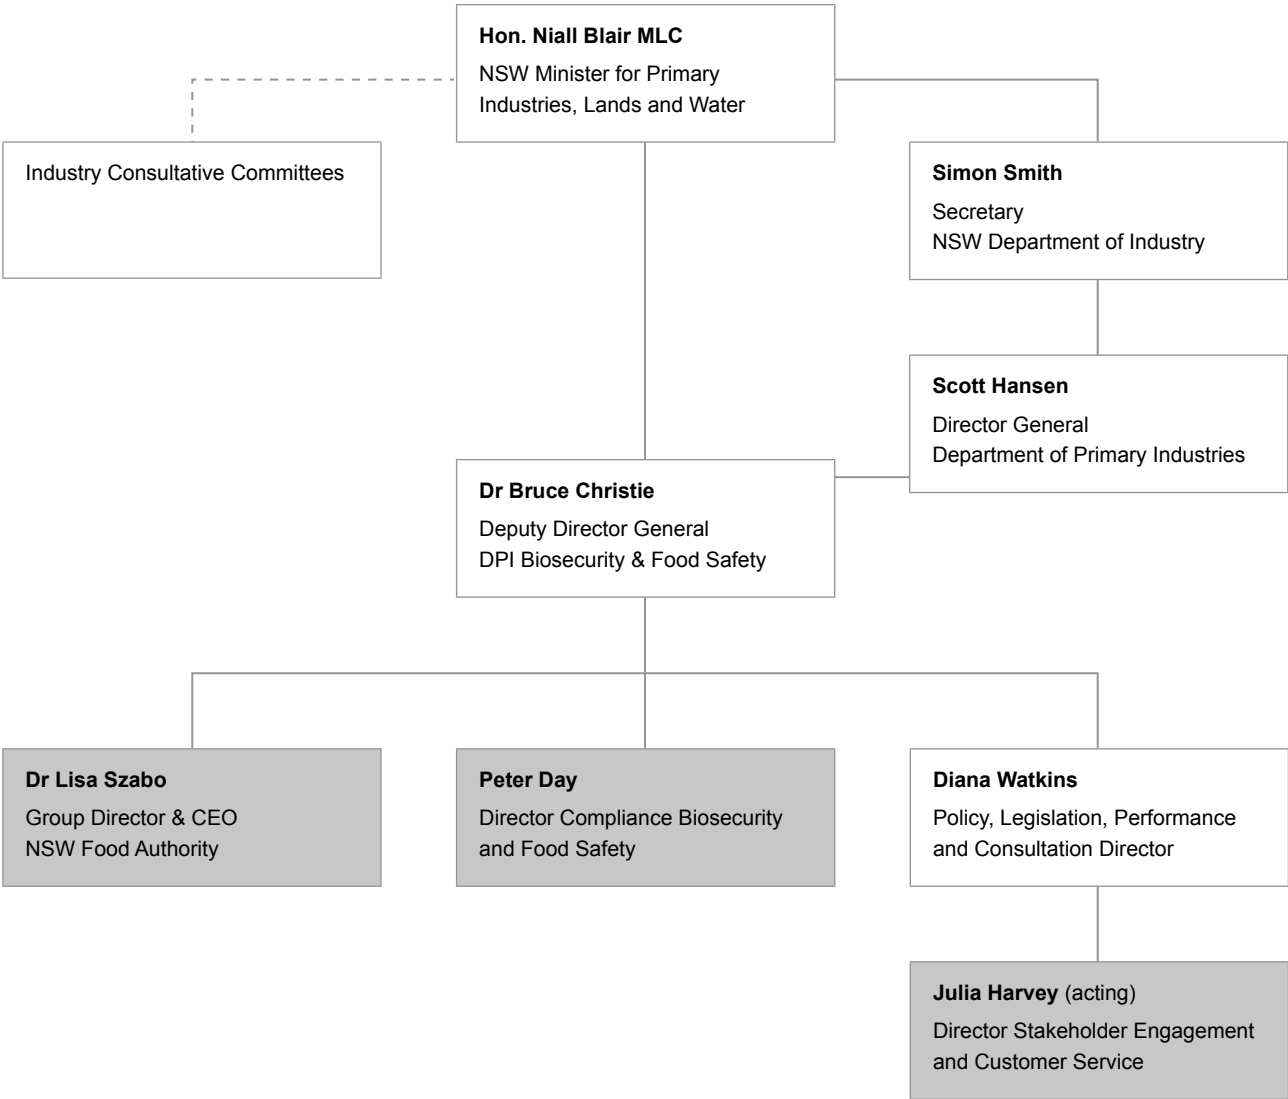 Hon. Niall Blair MLC
NSW Minister for Primary
Industries, Lands and Water
Industry Consultative Committees
Simon Smith
Secretary
NSW Department of Industry
Scott Hansen
Director General
Department of Primary Industries
Dr Bruce Christie
Deputy Director General
DPI Biosecurity & Food Safety
Dr Lisa Szabo
Group Director & CEO
NSW Food Authority
Peter Day
Director Compliance Biosecurity
and Food Safety
Diana Watkins
Policy, Legislation, Performance
and Consultation Director
Julia Harvey (acting)
Director Stakeholder Engagement
and Customer Service